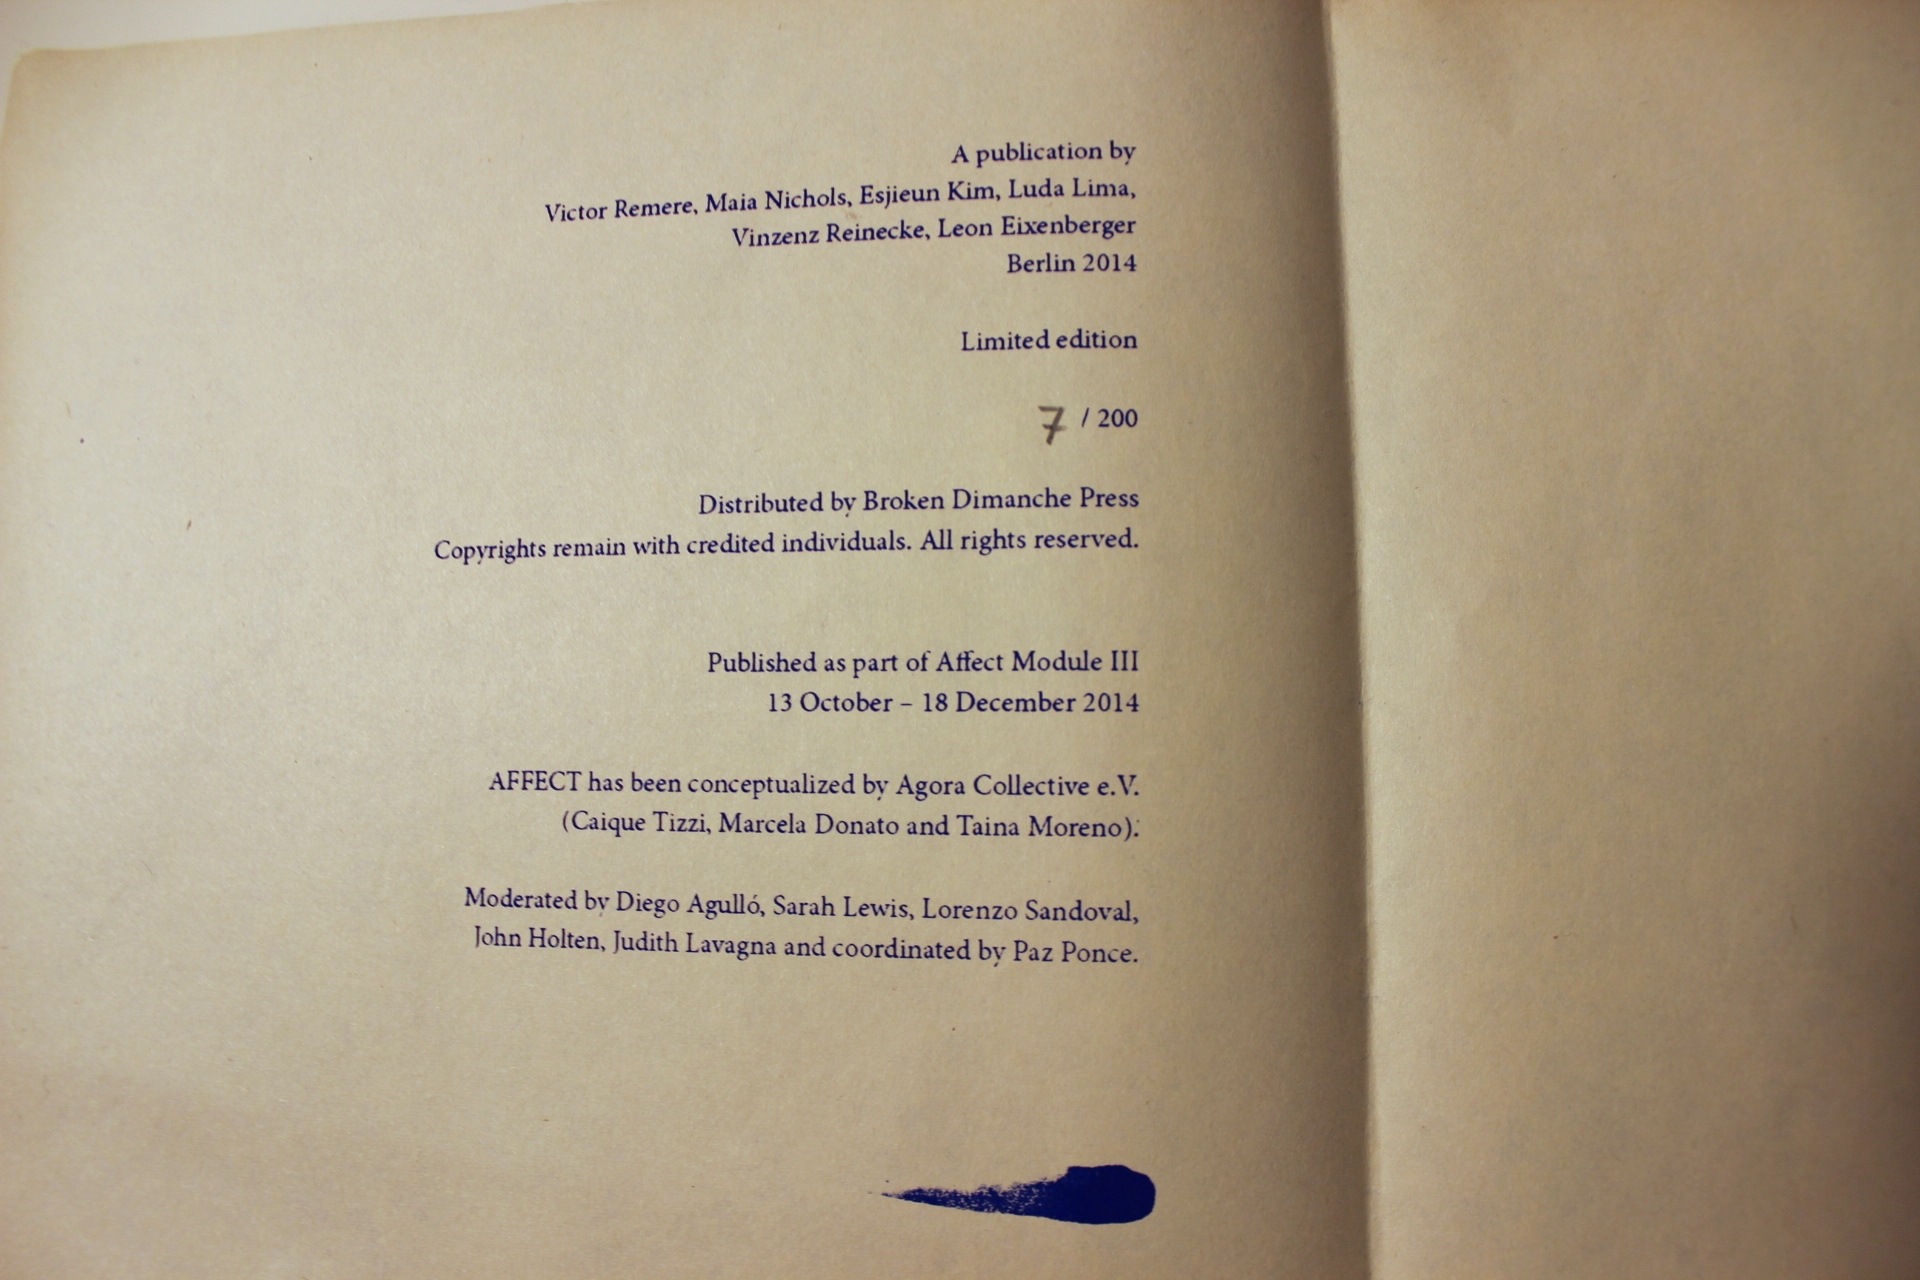 A publication by
Victor Remere, Maia Nichols, Esjieun Kim, Luda Lima,
Vinzenz Reinecke, Leon Eixenberger
Berlin 2014
Limited edition
7 / 200
Distributed by Broken Dimanche Press
Copyrights remain with credited individuals. All rights reserved.
Published as part of Affect Module III
13 October – 18 December 2014
AFFECT has been conceptualized by Agora Collective e.V.
(Caique Tizzi, Marcela Donato and Taina Moreno).
Moderated by Diego Agulló, Sarah Lewis, Lorenzo Sandoval,
John Holten, Judith Lavagna and coordinated by Paz Ponce.